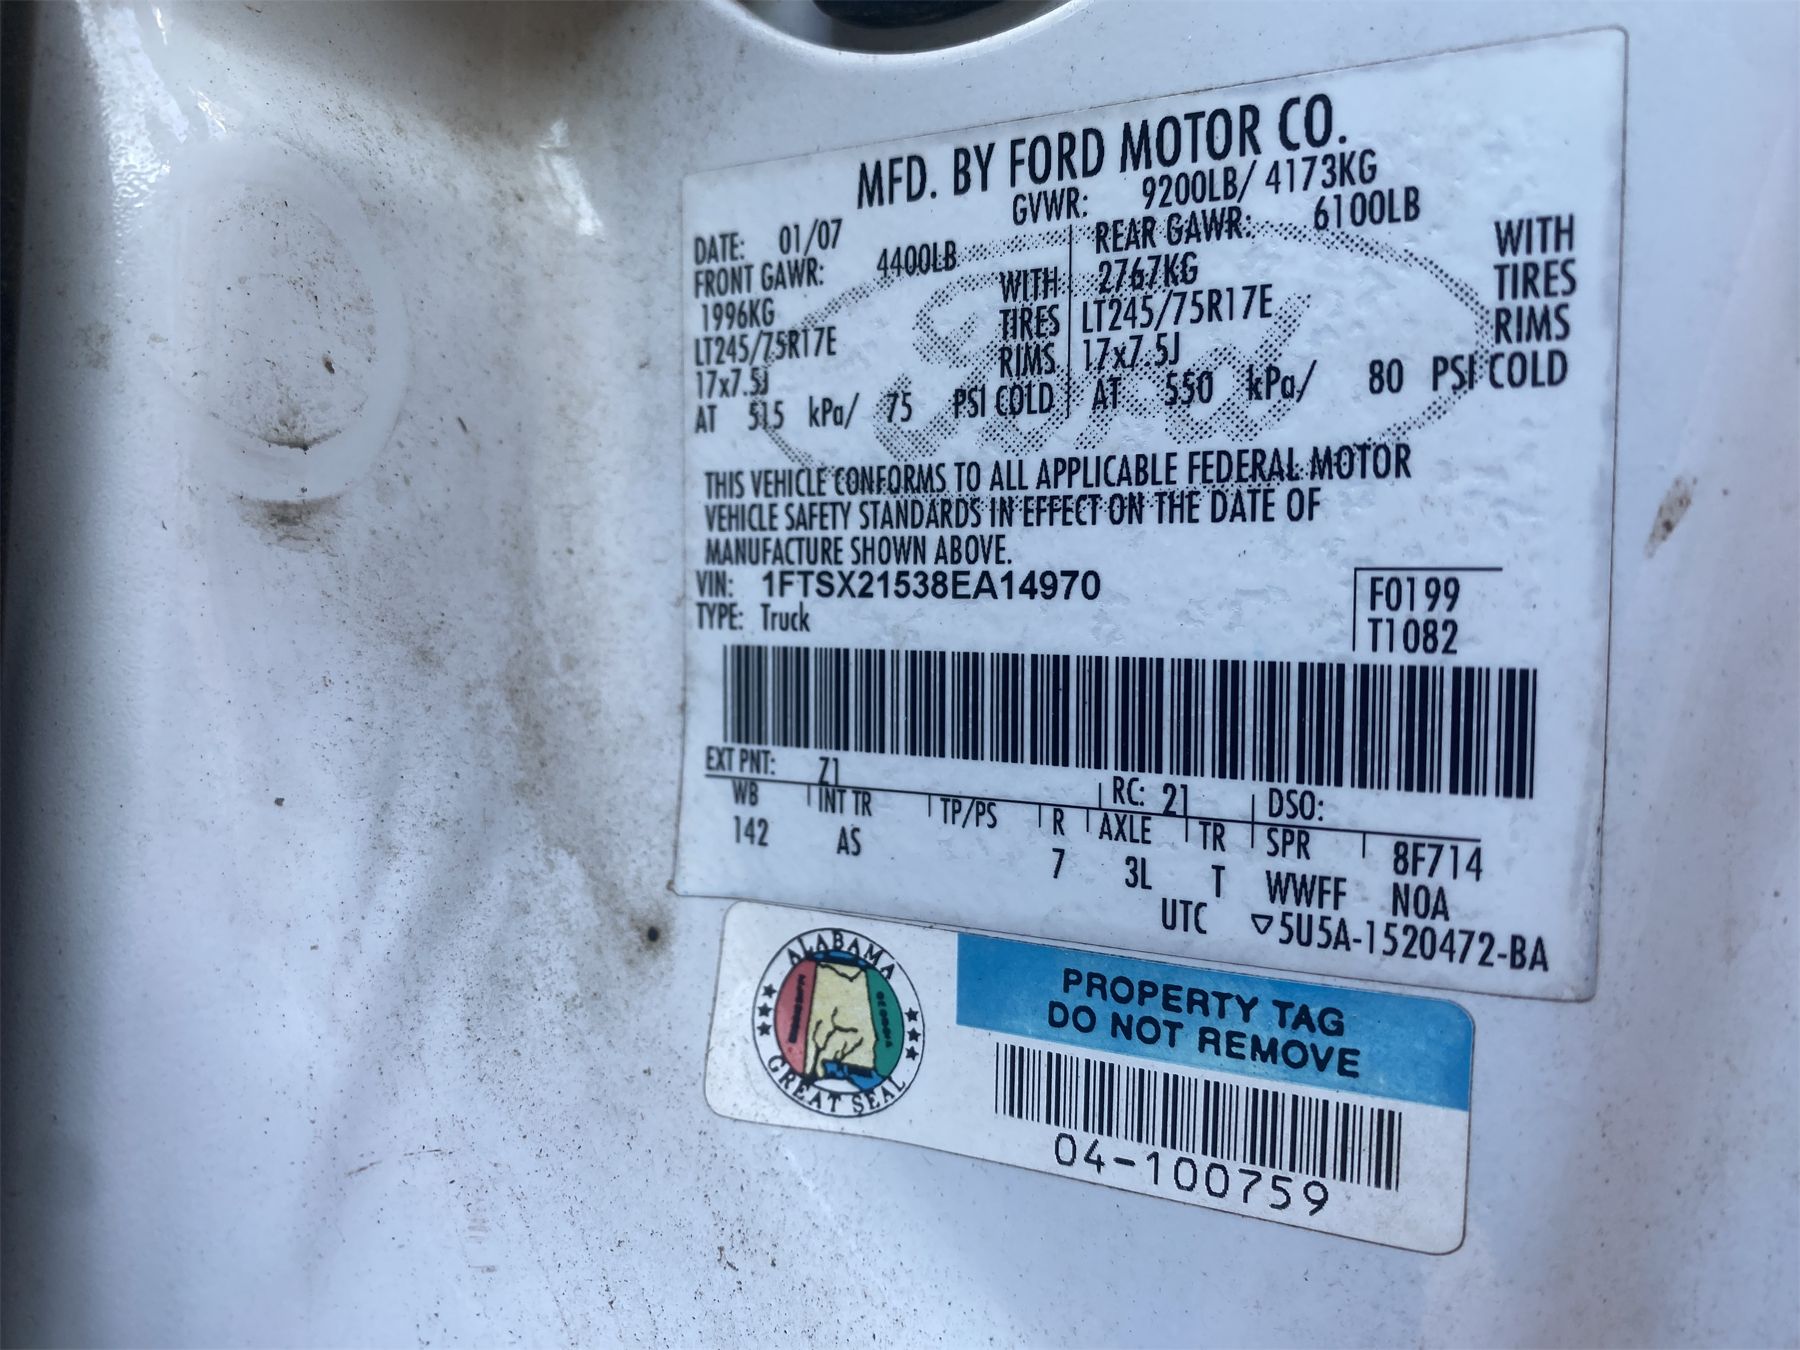 MFD. BY FORD MOTOR CO.
DATE: 01/07 GVWR: 9200LB/ 4173KG
FRONT GAWR: 4400LB REAR GAWR: 6100LB
1996KG WITH 2767KG WITH
LT245/75R17E TIRES LT245/75R17E TIRES
17x7.5J RIMS 17x7.5J RIMS
AT 515 kPa/ 75 PSI COLD AT 550 kPa/ 80 PSI COLD
Ford
THIS VEHICLE CONFORMS TO ALL APPLICABLE FEDERAL MOTOR
VEHICLE SAFETY STANDARDS IN EFFECT ON THE DATE OF
MANUFACTURE SHOWN ABOVE.
VIN: 1FTSX21538EA14970 F0199
TYPE: Truck T1082
EXT PNT: Z1 RC: 21 DSO:
WB INT TR TP/PS R AXLE TR SPR 8F714
142 AS 7 3L T WWFF N0A
UTC ▽5U5A-1520472-BA
ALABAMA
GREAT SEAL
PROPERTY TAG
DO NOT REMOVE
04-100759